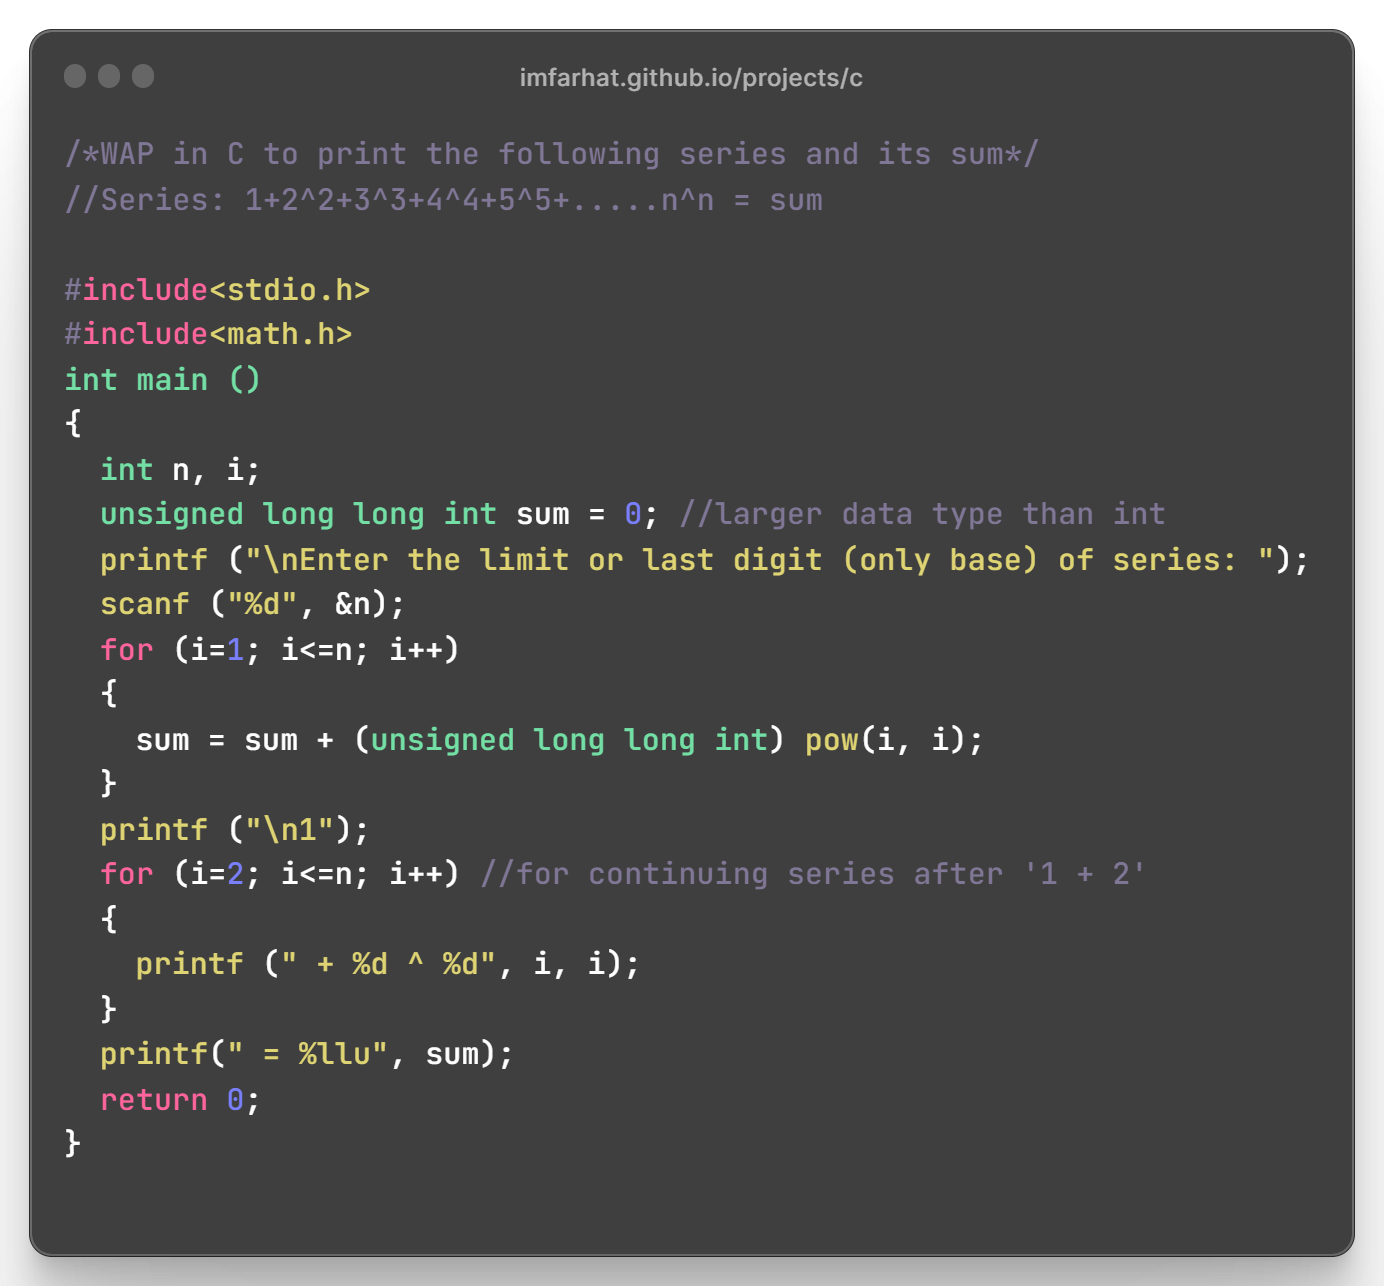 imfarhat.github.io/projects/c
/*WAP in C to print the following series and its sum*/
//Series: 1+2^2+3^3+4^4+5^5+.....n^n = sum
#include<stdio.h>
#include<math.h>
int main ()
{
  int n, i;
  unsigned long long int sum = 0; //larger data type than int
  printf ("\nEnter the limit or last digit (only base) of series: ");
  scanf ("%d", &n);
  for (i=1; i<=n; i++)
  {
    sum = sum + (unsigned long long int) pow(i, i);
  }
  printf ("\n1");
  for (i=2; i<=n; i++) //for continuing series after '1 + 2'
  {
    printf (" + %d ^ %d", i, i);
  }
  printf(" = %llu", sum);
  return 0;
}